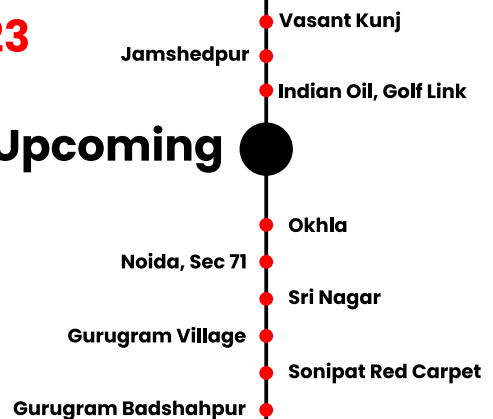 Vasant Kunj
23
Jamshedpur
Indian Oil, Golf Link
Upcoming
Okhla
Noida, Sec 71
Sri Nagar
Gurugram Village
Sonipat Red Carpet
Gurugram Badshahpur